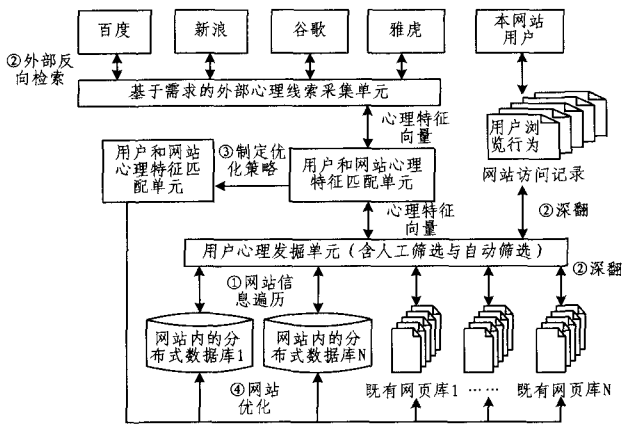 百度
新浪
谷歌
雅虎
本网站
用户
②外部反
向检索
基于需求的外部心理线索采集单元
心理特征
向量
用户浏
览行为
网站访问记录
用户和网站
心理特征匹
配单元
③制定优
化策略
用户和网站心理
特征匹配单元
心理特征
向量
②深翻
用户心理发掘单元（含人工筛选与自动筛选）
①网站信
息遍历
②深翻
网站内的分
布式数据库1
网站内的分
布式数据库N
④网站
优化
既有网页库1
……
既有网页库N